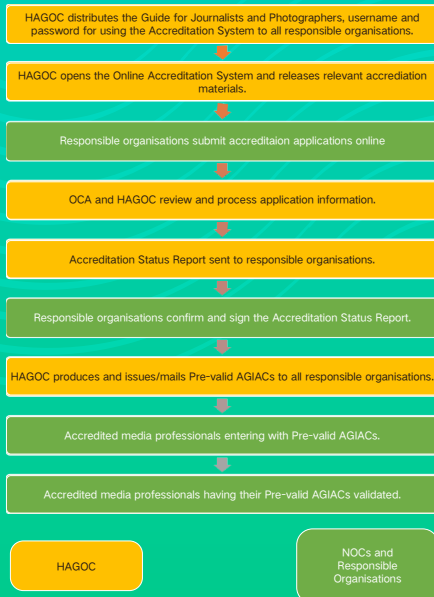 HAGOC distributes the Guide for Journalists and Photographers, username and
password for using the Accreditation System to all responsible organisations.
HAGOC opens the Online Accreditation System and releases relevant accrediation
materials.
Responsible organisations submit accreditaion applications online
OCA and HAGOC review and process application information.
Accreditation Status Report sent to responsible organisations.
Responsible organisations confirm and sign the Accreditation Status Report.
HAGOC produces and issues/mails Pre-valid AGIACs to all responsible organisations.
Accredited media professionals entering with Pre-valid AGIACs.
Accredited media professionals having their Pre-valid AGIACs validated.
HAGOC
NOCs and
Responsible
Organisations